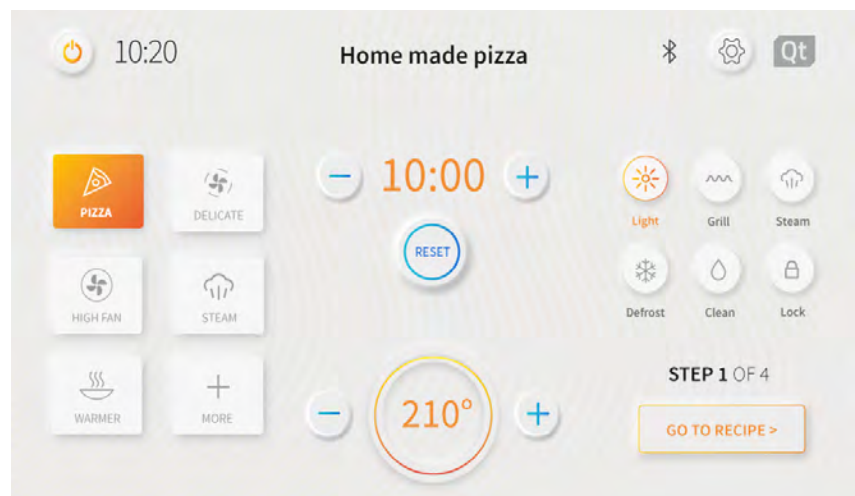 10:20
Home made pizza
Qt
PIZZA
DELICATE
HIGH FAN
STEAM
WARMER
MORE
10:00
RESET
210°
Light
Grill
Steam
Defrost
Clean
Lock
STEP 1 OF 4
GO TO RECIPE >